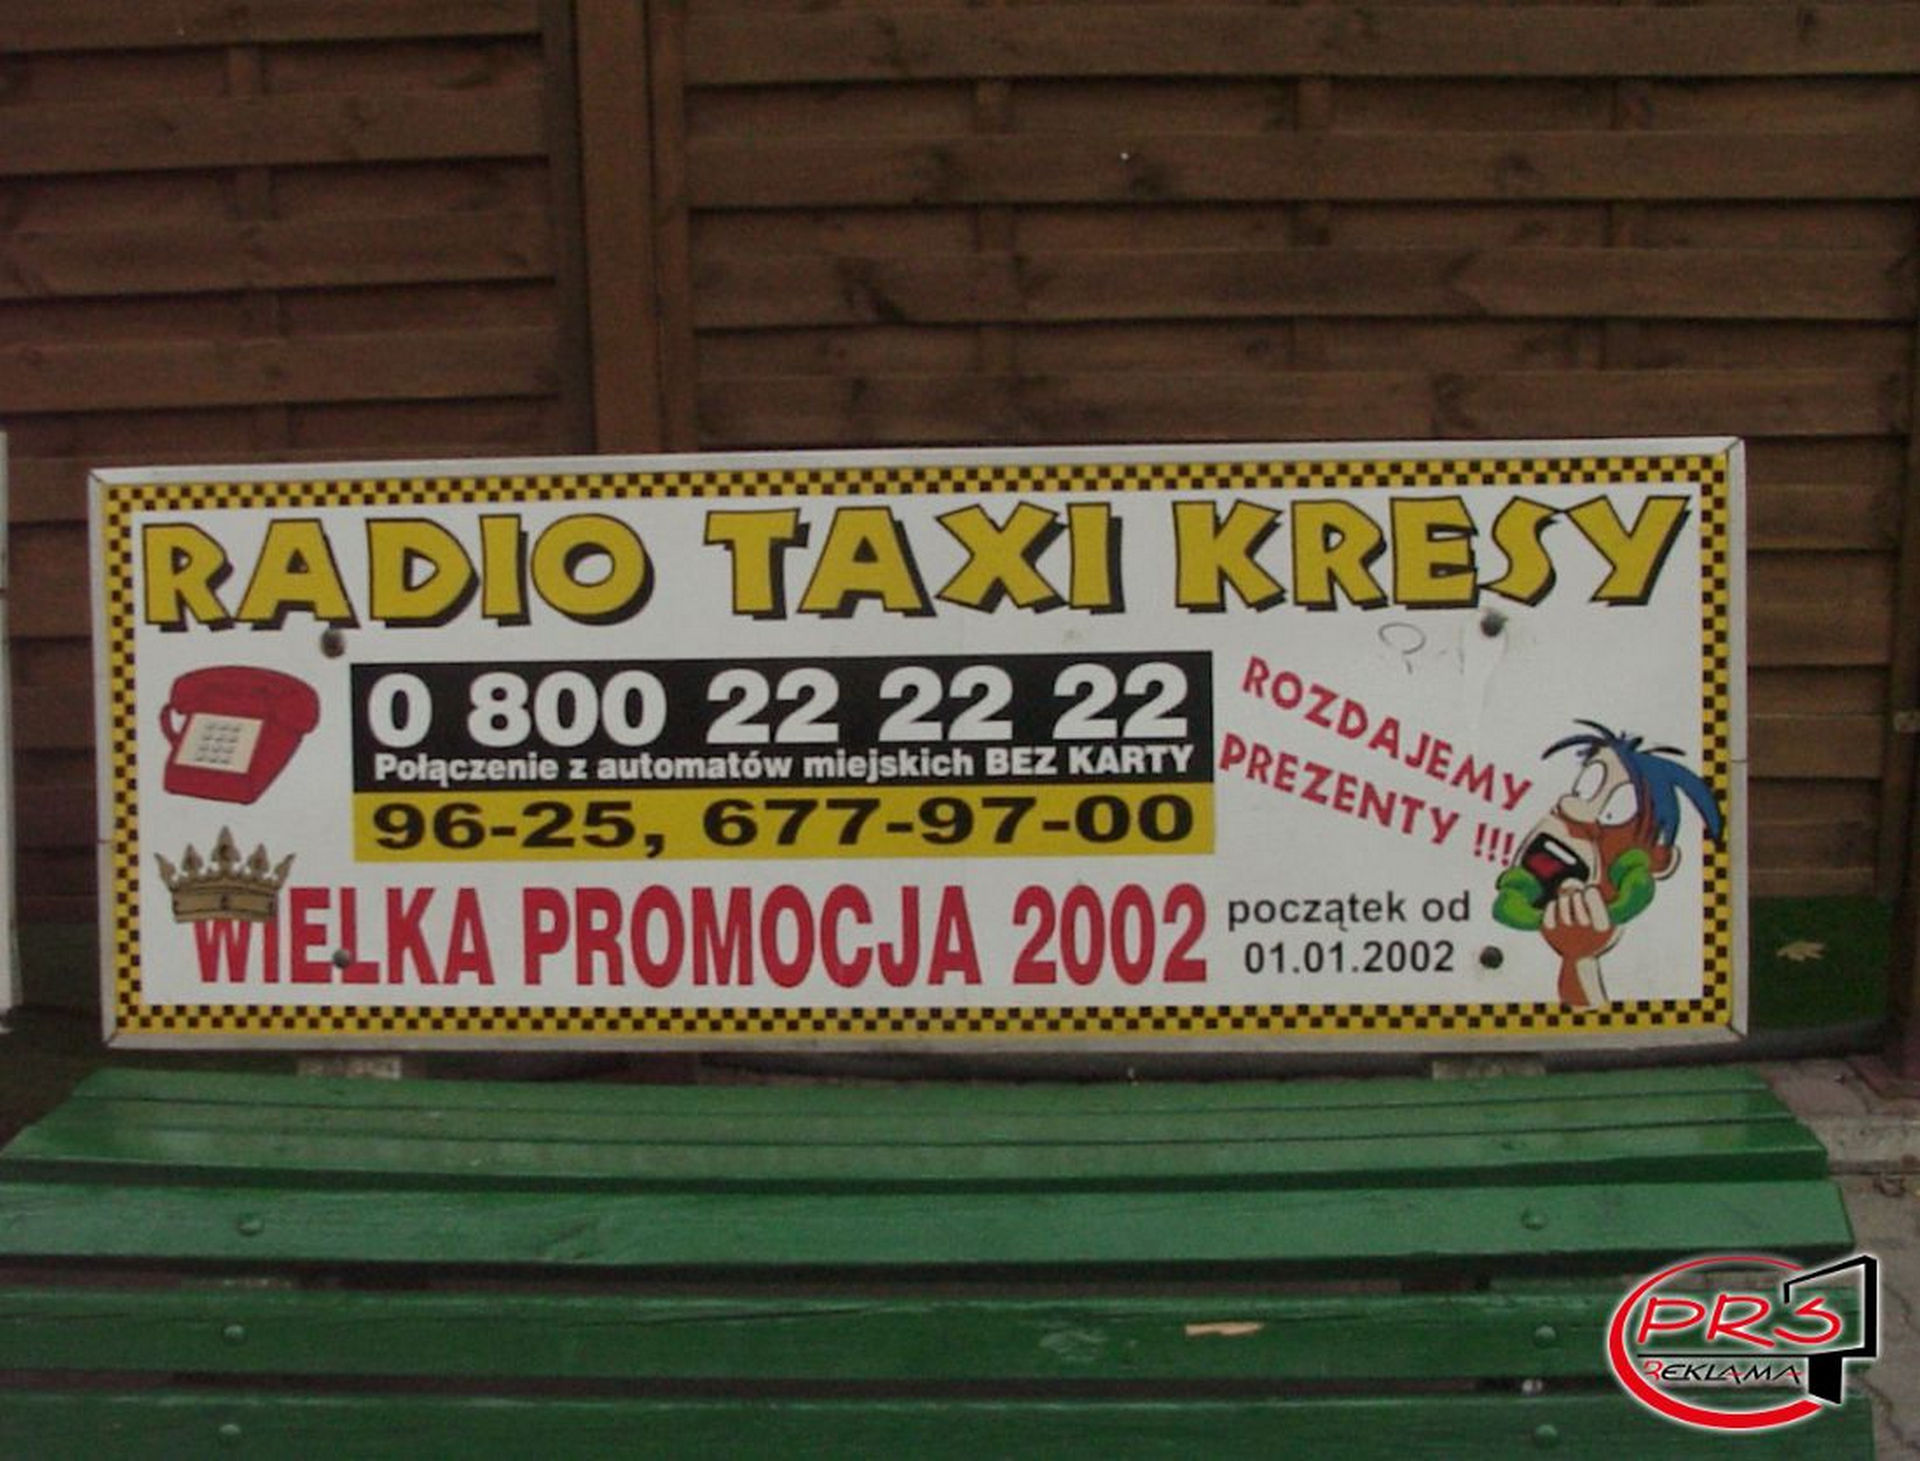 RADIO TAXI KRESY
0 800 22 22 22
Połączenie z automatów miejskich BEZ KARTY
96-25, 677-97-00
ROZDAJEMY
PREZENTY !!!
WIELKA PROMOCJA 2002
początek od
01.01.2002
PR3
REKLAMA